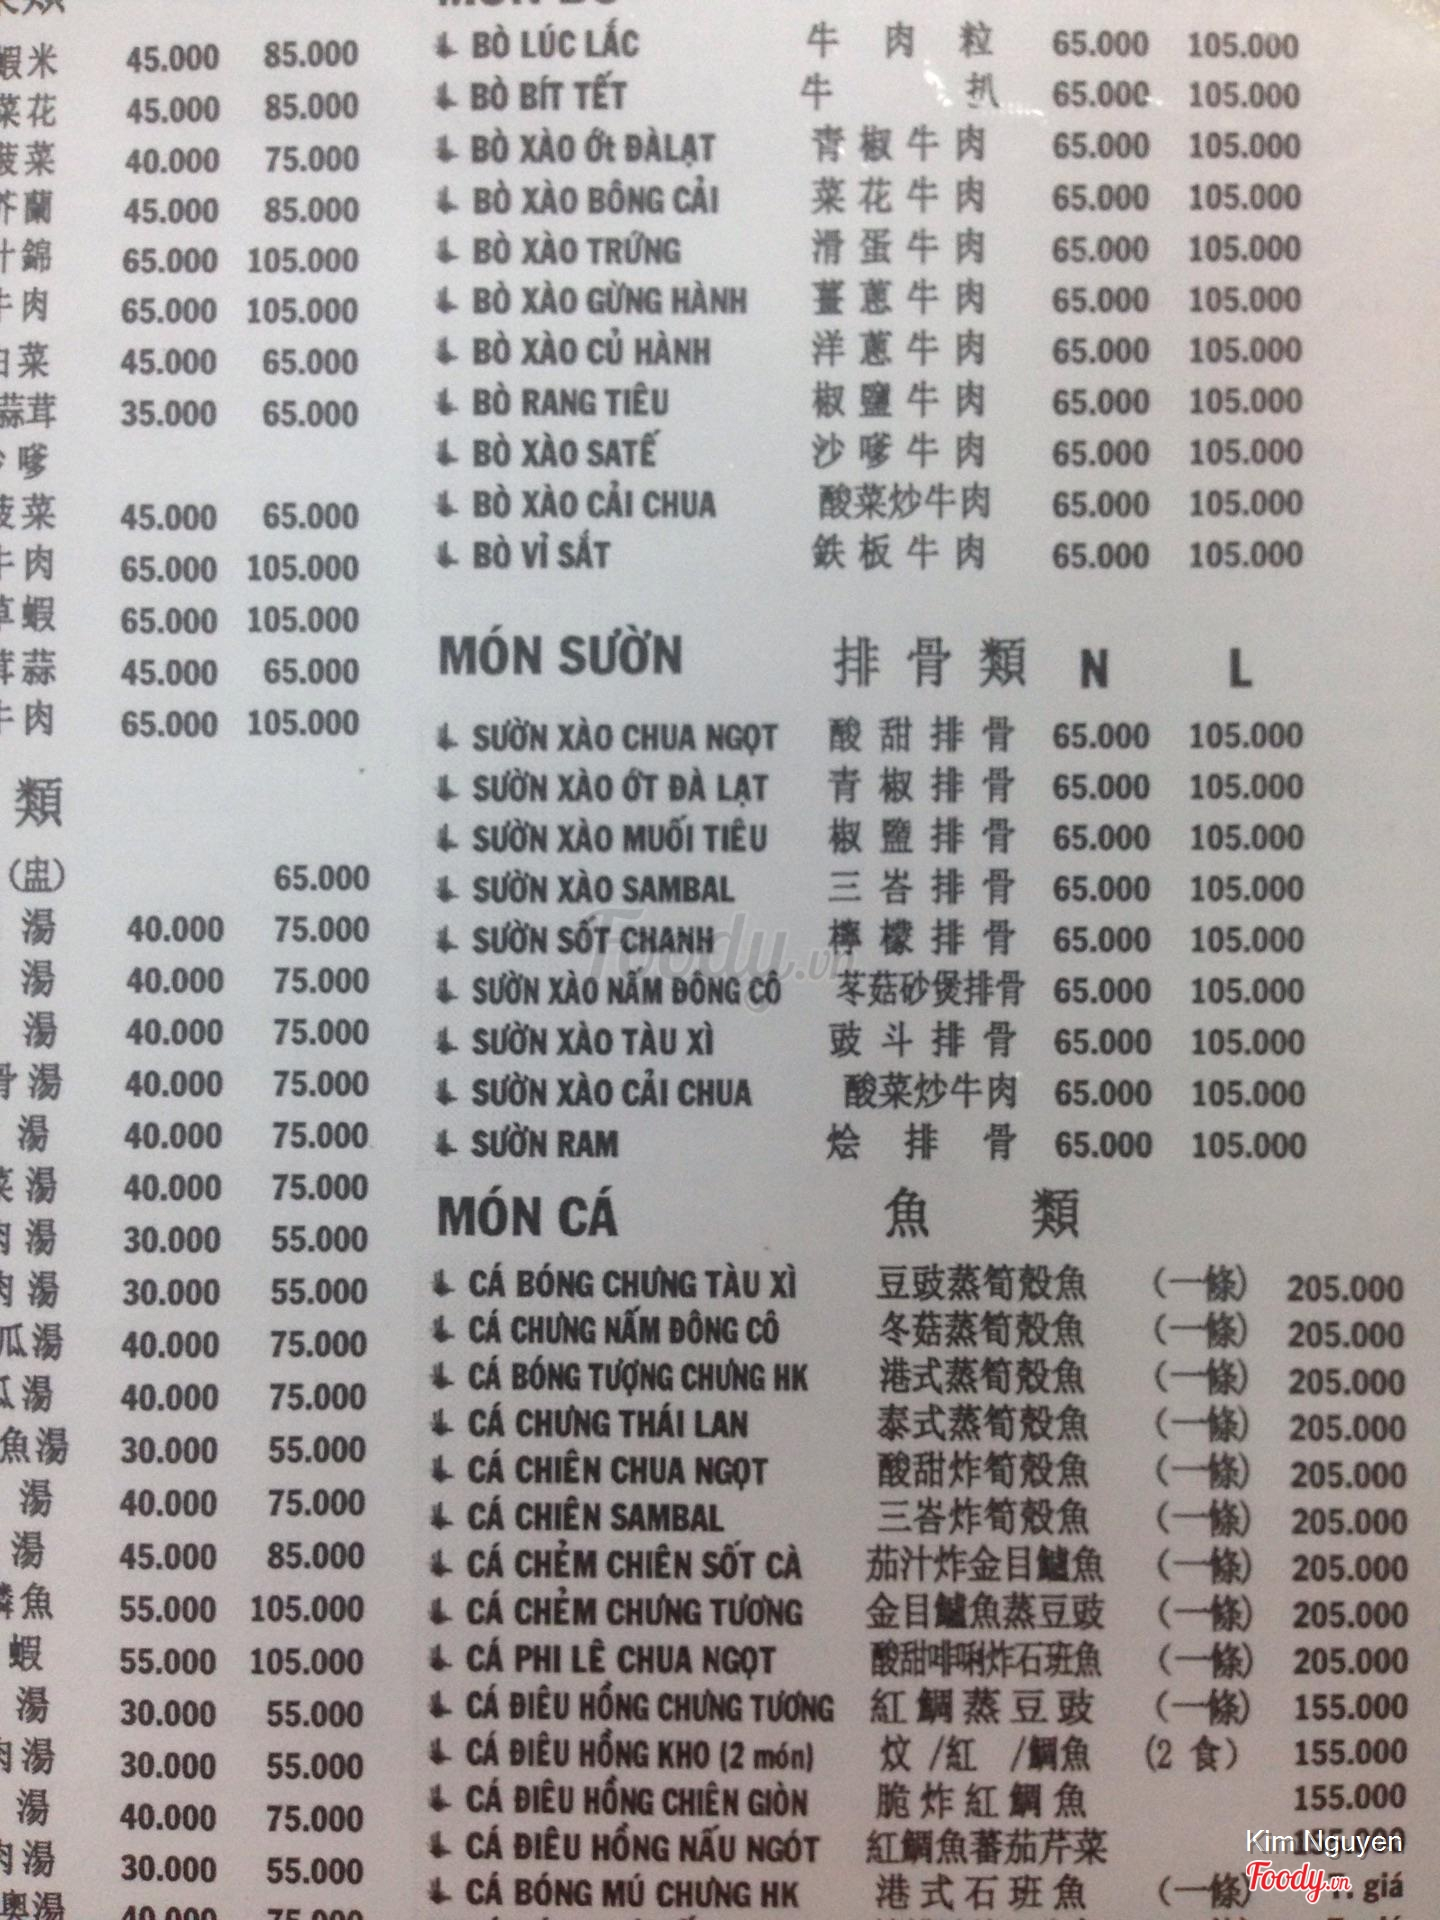 蝦米 45.000 85.000
菜花 45.000 85.000
菠菜 40.000 75.000
芥蘭 45.000 85.000
什錦 65.000 105.000
牛肉 65.000 105.000
白菜 45.000 65.000
蒜茸 35.000 65.000
沙嗲
菠菜 45.000 65.000
牛肉 65.000 105.000
草蝦 65.000 105.000
茸蒜 45.000 65.000
牛肉 65.000 105.000
類
(盅) 65.000
湯 40.000 75.000
湯 40.000 75.000
湯 40.000 75.000
骨湯 40.000 75.000
湯 40.000 75.000
菜湯 40.000 75.000
肉湯 30.000 55.000
肉湯 30.000 55.000
瓜湯 40.000 75.000
瓜湯 40.000 75.000
魚湯 30.000 55.000
湯 40.000 75.000
湯 45.000 85.000
魚 55.000 105.000
蝦 55.000 105.000
湯 30.000 55.000
肉湯 30.000 55.000
湯 40.000 75.000
肉湯 30.000 55.000
湯 40.000 75.000
MÓN BÒ
BÒ LÚC LẮC 牛肉粒 65.000 105.000
BÒ BÍT TẾT 牛扒 65.000 105.000
BÒ XÀO Ớt ĐÀLẠT 青椒牛肉 65.000 105.000
BÒ XÀO BÔNG CẢI 菜花牛肉 65.000 105.000
BÒ XÀO TRỨNG 滑蛋牛肉 65.000 105.000
BÒ XÀO GỪNG HÀNH 薑蔥牛肉 65.000 105.000
BÒ XÀO CỦ HÀNH 洋蔥牛肉 65.000 105.000
BÒ RANG TIÊU 椒鹽牛肉 65.000 105.000
BÒ XÀO SATẾ 沙嗲牛肉 65.000 105.000
BÒ XÀO CẢI CHUA 酸菜炒牛肉 65.000 105.000
BÒ VỈ SẮT 鉄板牛肉 65.000 105.000
MÓN SƯỜN 排骨類 N L
SƯỜN XÀO CHUA NGỌT 酸甜排骨 65.000 105.000
SƯỜN XÀO ỚT ĐÀ LẠT 青椒排骨 65.000 105.000
SƯỜN XÀO MUỐI TIÊU 椒鹽排骨 65.000 105.000
SƯỜN XÀO SAMBAL 三峇排骨 65.000 105.000
SƯỜN SỐT CHANH 檸檬排骨 65.000 105.000
SƯỜN XÀO NẤM ĐÔNG CÔ 苳菇砂煲排骨 65.000 105.000
SƯỜN XÀO TÀU XÌ 豉斗排骨 65.000 105.000
SƯỜN XÀO CẢI CHUA 酸菜炒牛肉 65.000 105.000
SƯỜN RAM 烩排骨 65.000 105.000
MÓN CÁ 魚類
CÁ BÓNG CHƯNG TÀU XÌ 豆豉蒸筍殼魚 (一條) 205.000
CÁ CHƯNG NẤM ĐÔNG CÔ 冬菇蒸筍殼魚 (一條) 205.000
CÁ BÓNG TƯỢNG CHƯNG HK 港式蒸筍殼魚 (一條) 205.000
CÁ CHƯNG THÁI LAN 泰式蒸筍殼魚 (一條) 205.000
CÁ CHIÊN CHUA NGỌT 酸甜炸筍殼魚 (一條) 205.000
CÁ CHIÊN SAMBAL 三峇炸筍殼魚 (一條) 205.000
CÁ CHẺM CHIÊN SỐT CÀ 茄汁炸金目鱸魚 (一條) 205.000
CÁ CHẺM CHƯNG TƯƠNG 金目鱸魚蒸豆豉 (一條) 205.000
CÁ PHI LÊ CHUA NGỌT 酸甜啡唎炸石班魚 (一條) 205.000
CÁ ĐIÊU HỒNG CHƯNG TƯƠNG 紅鯛蒸豆豉 (一條) 155.000
CÁ ĐIÊU HỒNG KHO (2 món) 炆/紅/鯛魚 (2 食) 155.000
CÁ ĐIÊU HỒNG CHIÊN GIÒN 脆炸紅鯛魚 155.000
CÁ ĐIÊU HỒNG NẤU NGÓT 紅鯛魚蕃茄芹菜 155.000
CÁ BÓNG MÚ CHƯNG HK 港式石班魚 (一條) T. giá
Foody.vn
Kim Nguyen
Foody.vn